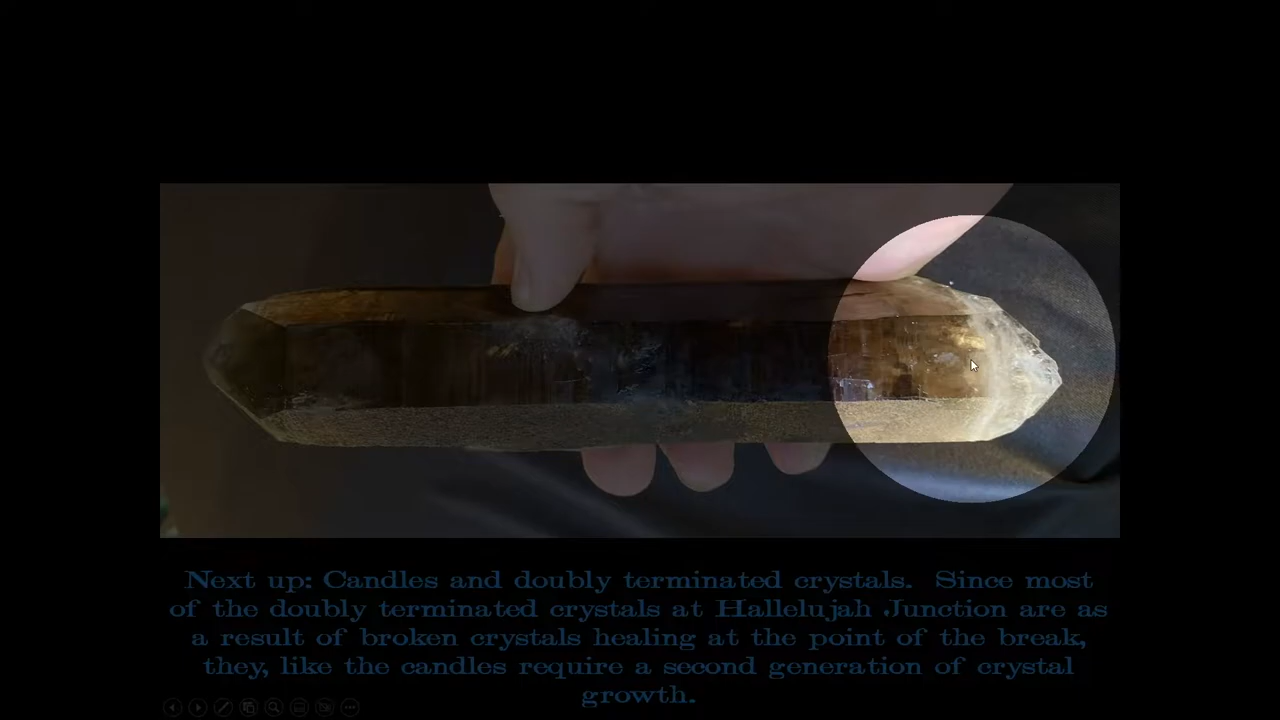 Next up: Candles and doubly terminated crystals. Since most
of the doubly terminated crystals at Hallelujah Junction are as
a result of broken crystals healing at the point of the break,
they, like the candles require a second generation of crystal
growth.